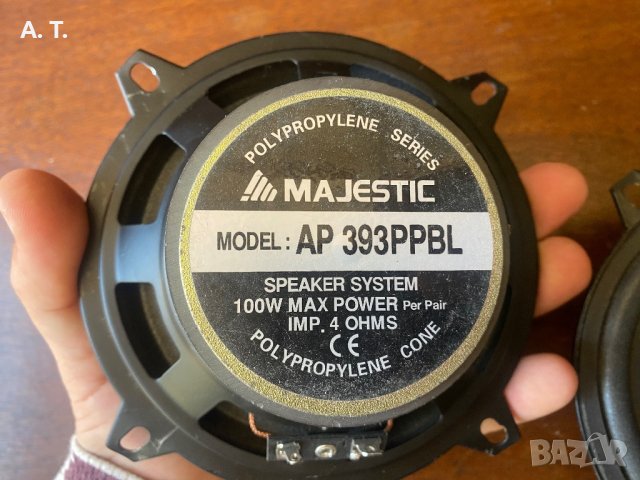 A. T.
POLYPROPYLENE SERIES
MAJESTIC
MODEL: AP 393PPBL
SPEAKER SYSTEM
100W MAX POWER Per Pair
IMP. 4 OHMS
CE
POLYPROPYLENE CONE
BAZAR